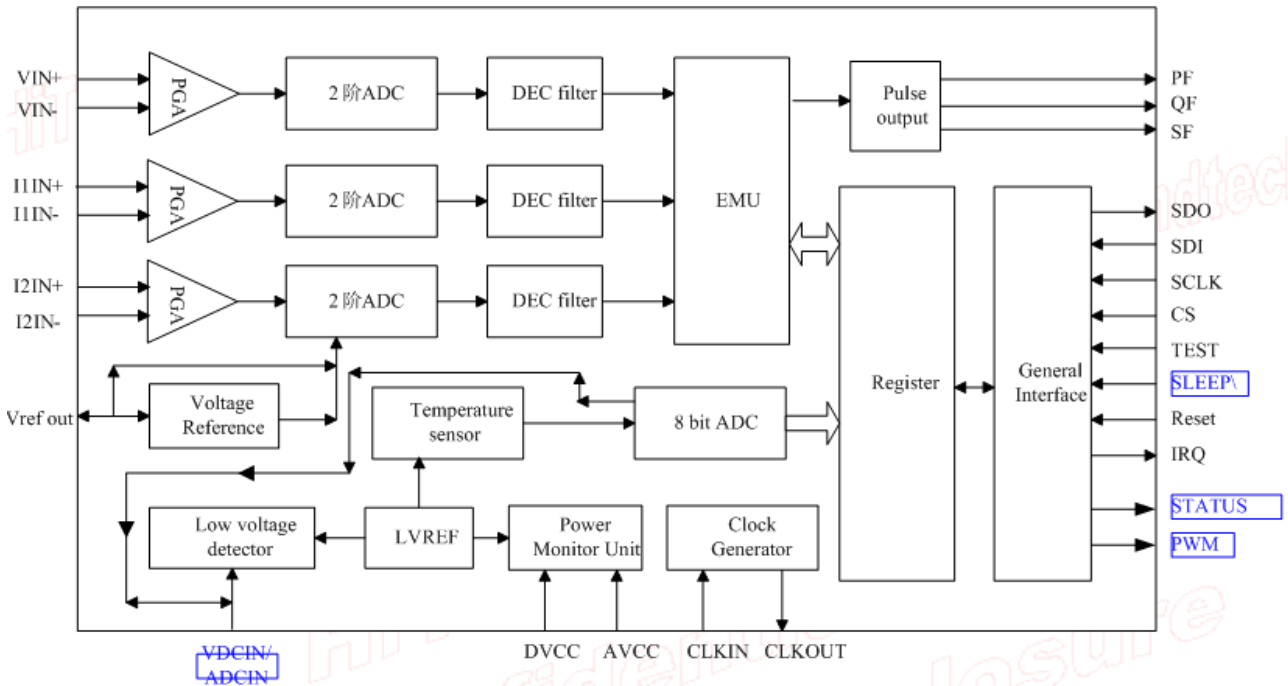 VIN+
VIN-
PGA
2 阶ADC
DEC filter
EMU
Pulse
output
PF
QF
SF
I1IN+
I1IN-
PGA
2 阶ADC
DEC filter
I2IN+
I2IN-
PGA
2 阶ADC
DEC filter
Vref out
Voltage
Reference
Temperature
sensor
8 bit ADC
Register
General
Interface
SDO
SDI
SCLK
CS
TEST
SLEEP\
Reset
IRQ
STATUS
PWM
Low voltage
detector
LVREF
Power
Monitor Unit
Clock
Generator
VDCIN/
ADCIN
DVCC
AVCC
CLKIN
CLKOUT